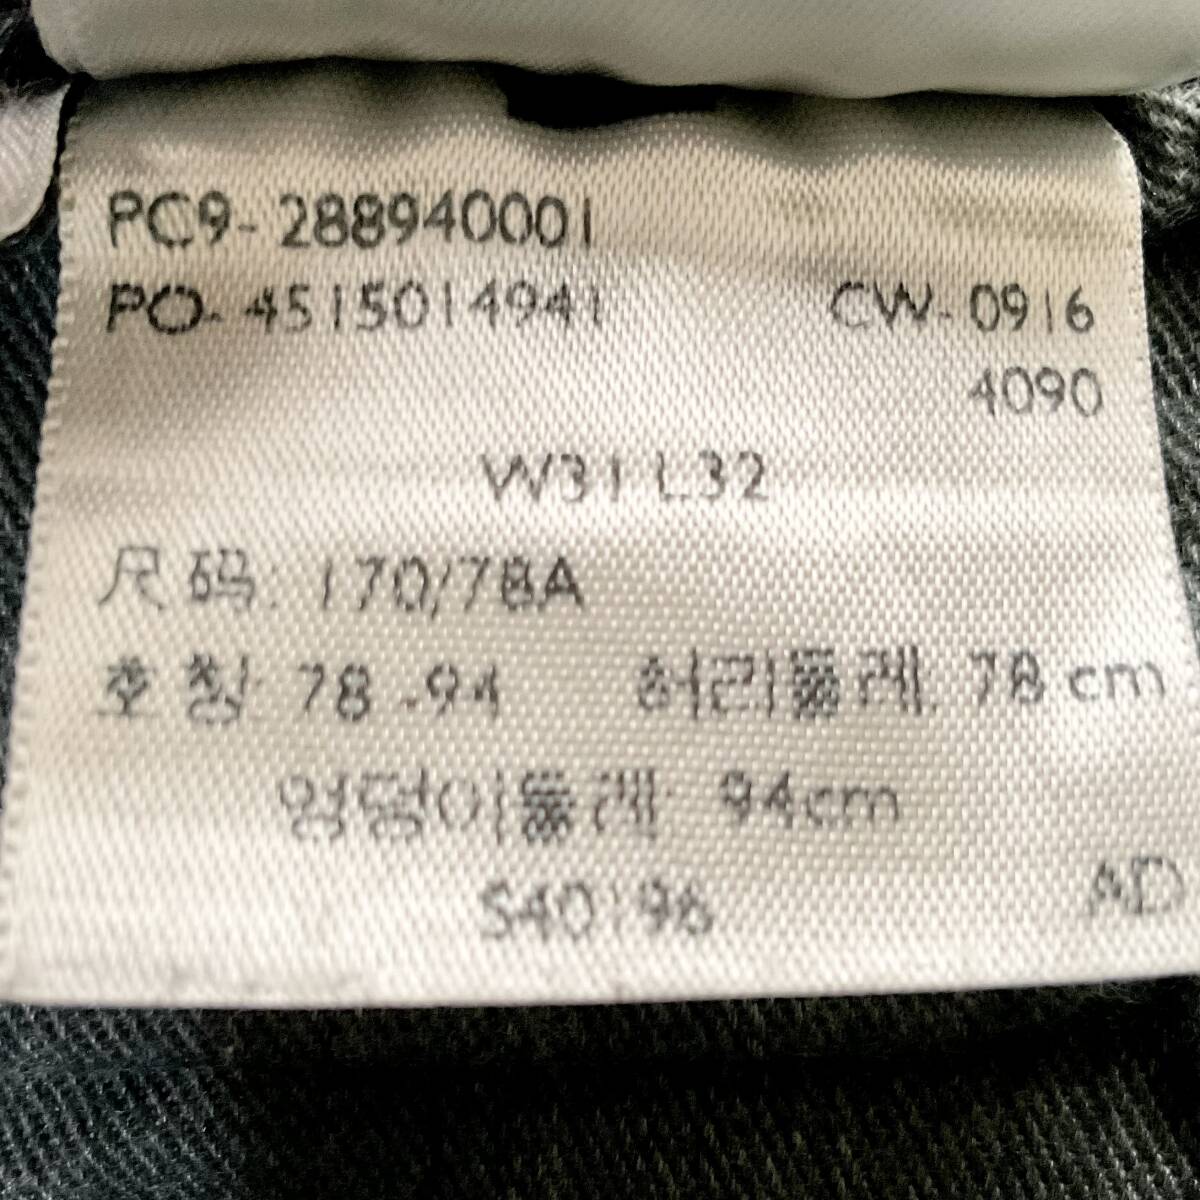 PC9-288940001
PO-4515014941 CW-0916
4090
W31 L32
尺码: 170/78A
호칭: 78-94 허리둘레: 78 cm
엉덩이둘레: 94cm
S40196 AD